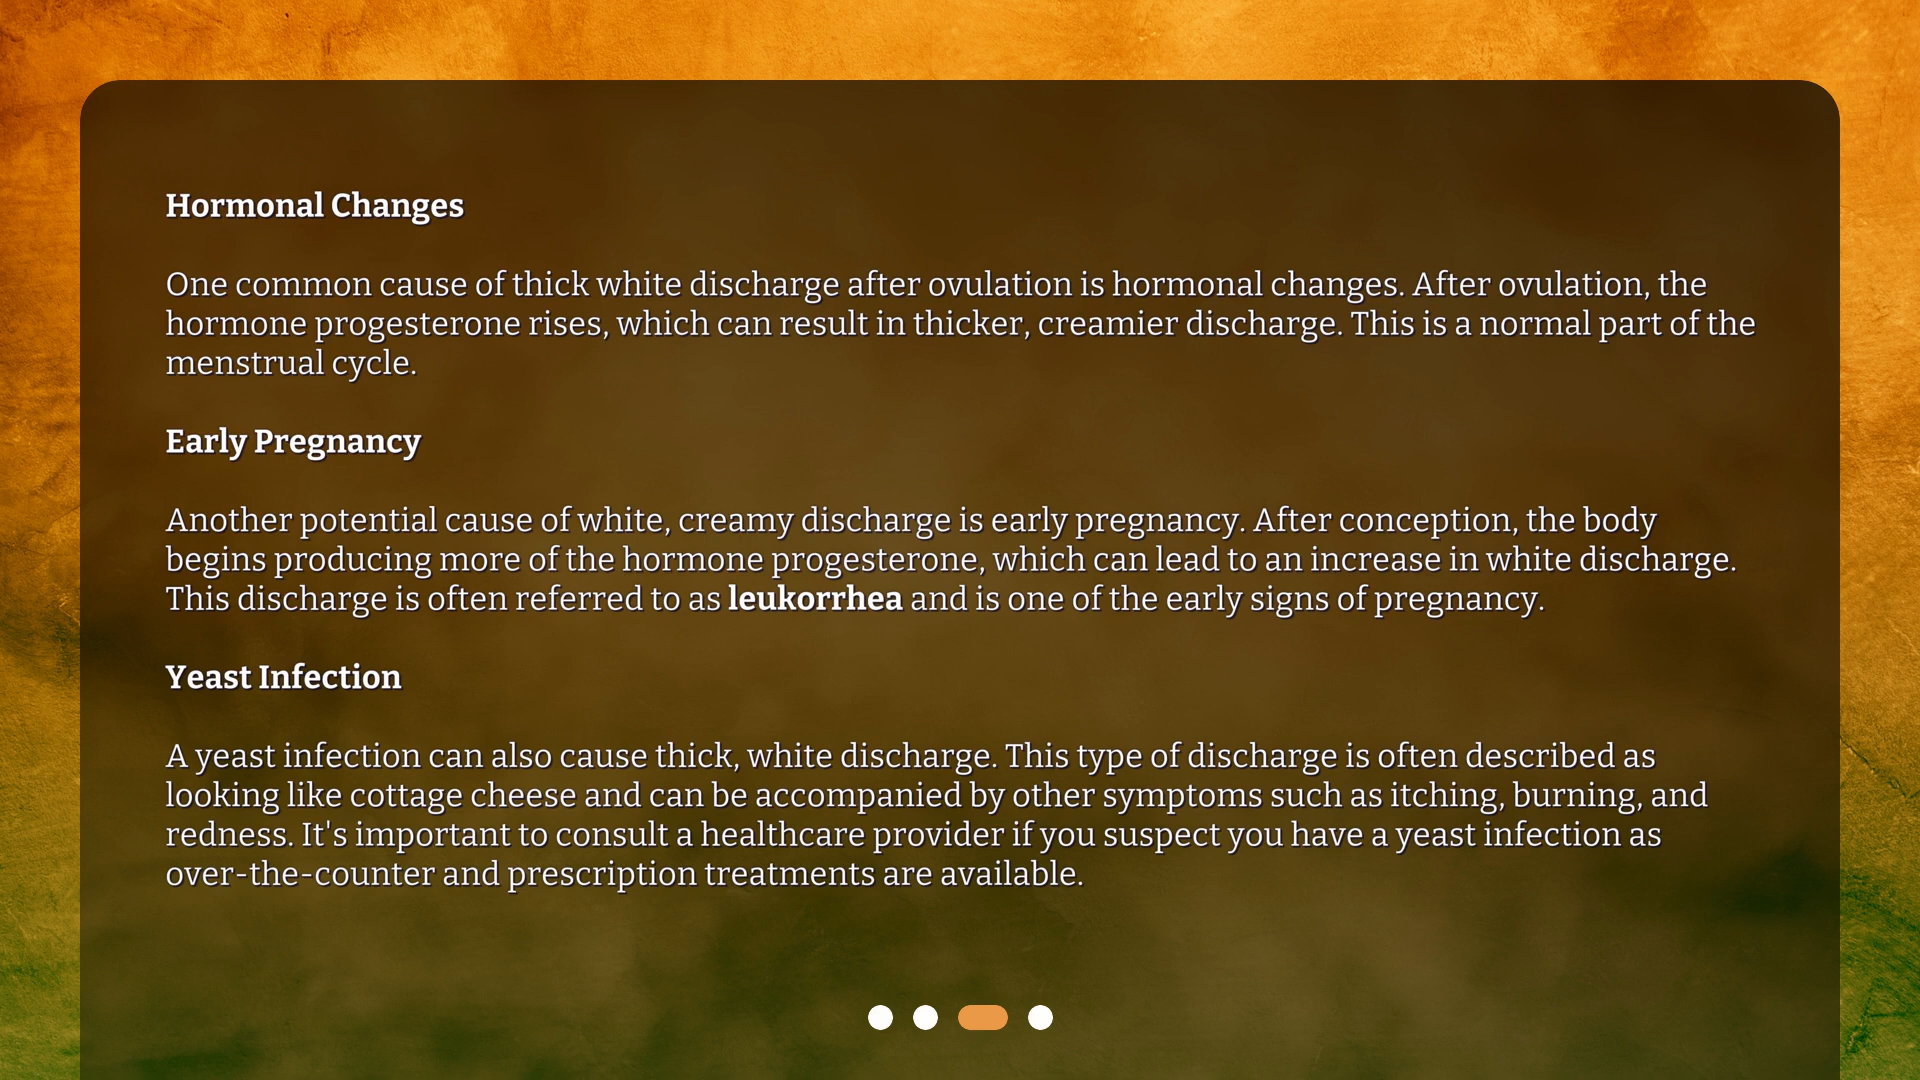 Hormonal Changes
One common cause of thick white discharge after ovulation is hormonal changes. After ovulation, the
hormone progesterone rises, which can result in thicker, creamier discharge. This is a normal part of the
menstrual cycle.
Early Pregnancy
Another potential cause of white, creamy discharge is early pregnancy. After conception, the body
begins producing more of the hormone progesterone, which can lead to an increase in white discharge.
This discharge is often referred to as leukorrhea and is one of the early signs of pregnancy.
Yeast Infection
A yeast infection can also cause thick, white discharge. This type of discharge is often described as
looking like cottage cheese and can be accompanied by other symptoms such as itching, burning, and
redness. It's important to consult a healthcare provider if you suspect you have a yeast infection as
over-the-counter and prescription treatments are available.